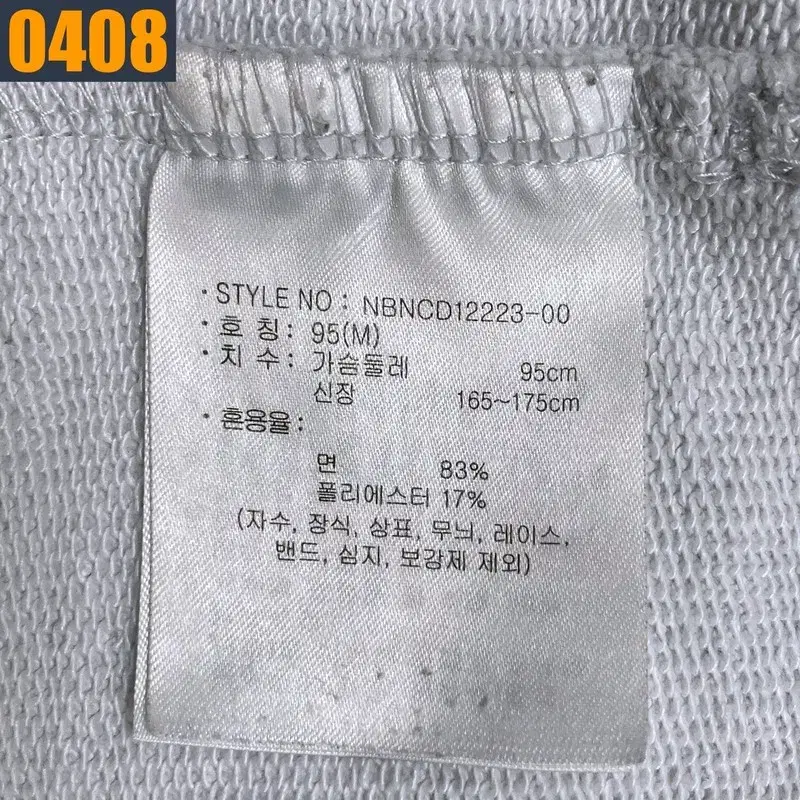 0408
· STYLE NO : NBNCD12223-00
· 호 칭 : 95(M)
· 치 수 : 가슴둘레 95cm
신장 165~175cm
· 혼용율 :
면 83%
폴리에스터 17%
(자수, 장식, 상표, 무늬, 레이스,
밴드, 심지, 보강제 제외)